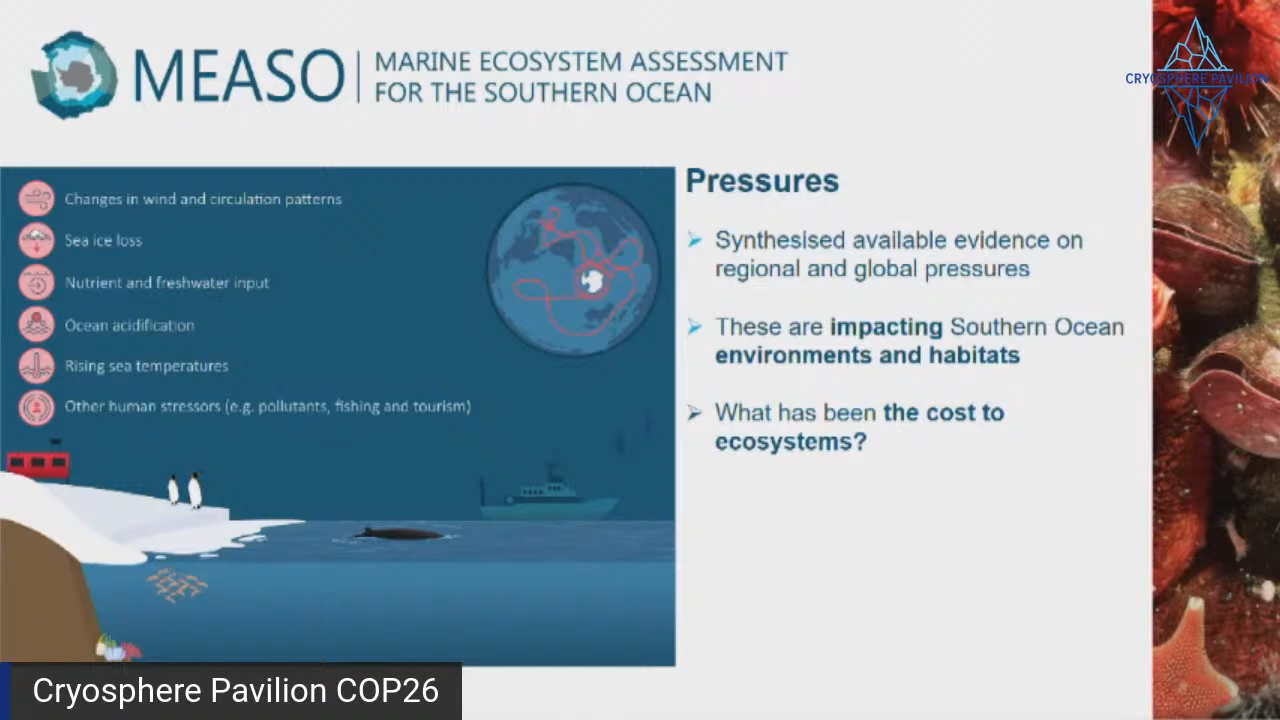 MEASO
MARINE ECOSYSTEM ASSESSMENT
FOR THE SOUTHERN OCEAN
CRYOSPHERE PAVILION
Changes in wind and circulation patterns
Sea ice loss
Nutrient and freshwater input
Ocean acidification
Rising sea temperatures
Other human stressors (e.g. pollutants, fishing and tourism)
Pressures
Synthesised available evidence on
regional and global pressures
These are impacting Southern Ocean
environments and habitats
What has been the cost to
ecosystems?
Cryosphere Pavilion COP26